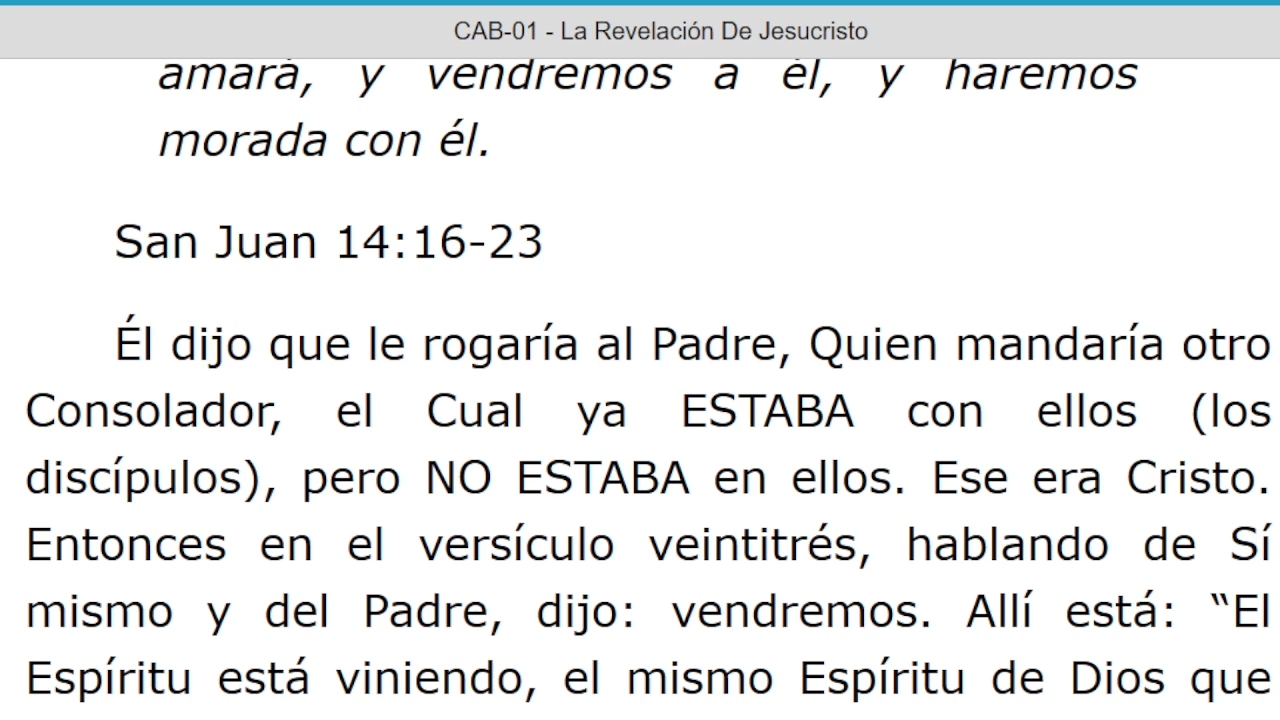 CAB-01 - La Revelación De Jesucristo
amará, y vendremos a él, y haremos
morada con él.
San Juan 14:16-23
Él dijo que le rogaría al Padre, Quien mandaría otro
Consolador, el Cual ya ESTABA con ellos (los
discípulos), pero NO ESTABA en ellos. Ese era Cristo.
Entonces en el versículo veintitrés, hablando de Sí
mismo y del Padre, dijo: vendremos. Allí está: “El
Espíritu está viniendo, el mismo Espíritu de Dios que